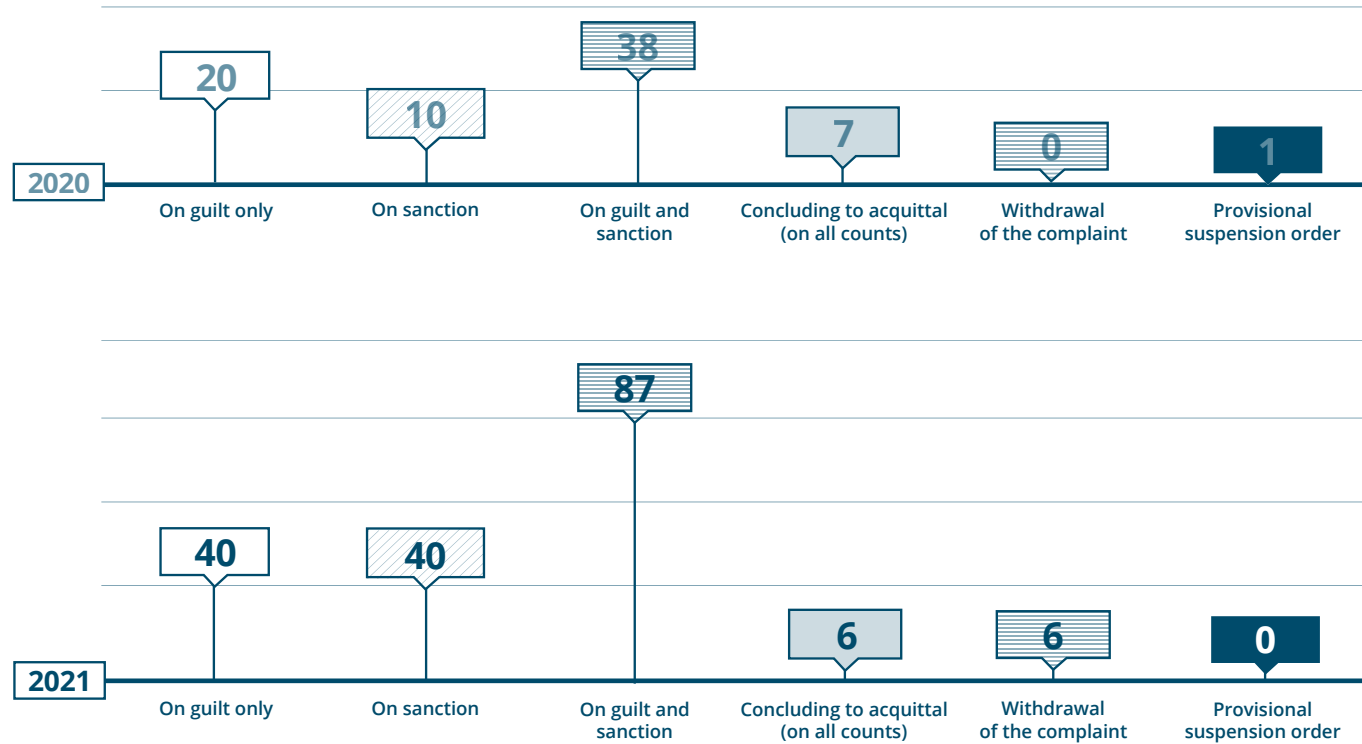 20
10
38
7
0
1
2020
On guilt only
On sanction
On guilt and
sanction
Concluding to acquittal
(on all counts)
Withdrawal
of the complaint
Provisional
suspension order
87
40
40
6
6
0
2021
On guilt only
On sanction
On guilt and
sanction
Concluding to acquittal
(on all counts)
Withdrawal
of the complaint
Provisional
suspension order